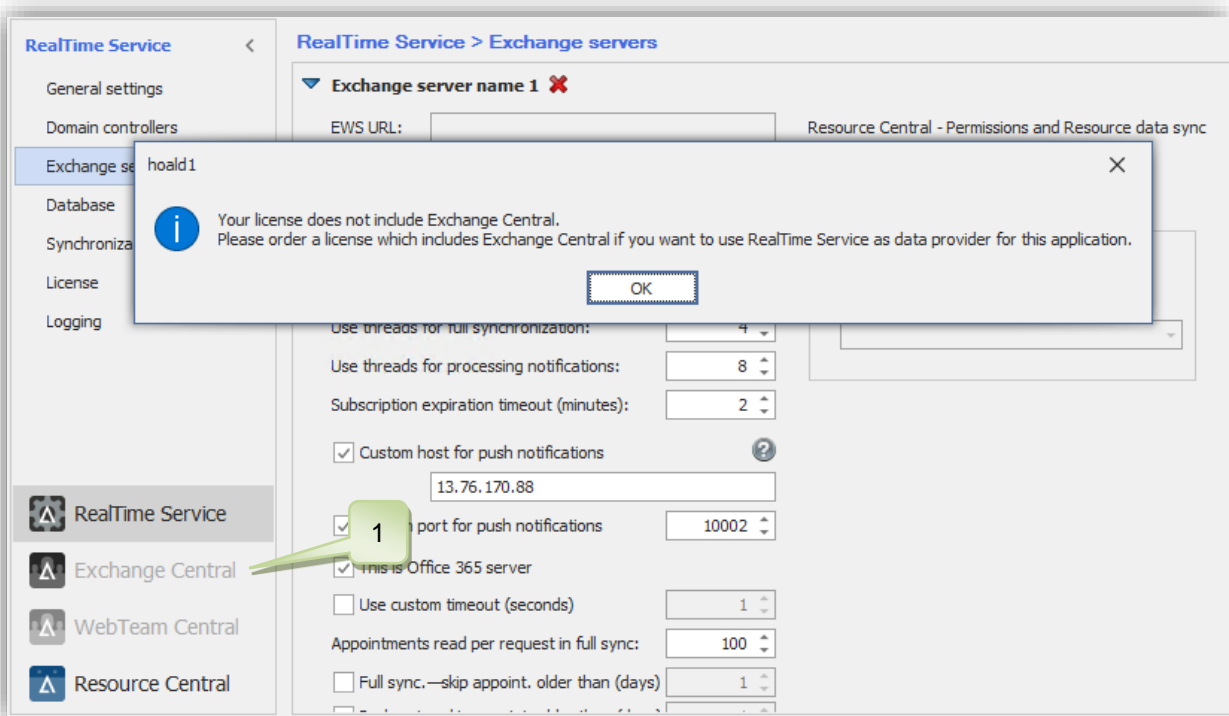 RealTime Service <
General settings
Domain controllers
Exchange se
Database
Synchroniza
License
Logging
RealTime Service
Exchange Central
WebTeam Central
Resource Central
RealTime Service > Exchange servers
Exchange server name 1
EWS URL:
Resource Central - Permissions and Resource data sync
hoald1
Your license does not include Exchange Central.
Please order a license which includes Exchange Central if you want to use RealTime Service as data provider for this application.
OK
Use threads for full synchronization: 4
Use threads for processing notifications: 8
Subscription expiration timeout (minutes): 2
Custom host for push notifications
13.76.170.88
1
port for push notifications 10002
This is Office 365 server
Use custom timeout (seconds) 1
Appointments read per request in full sync: 100
Full sync.—skip appoint. older than (days) 1